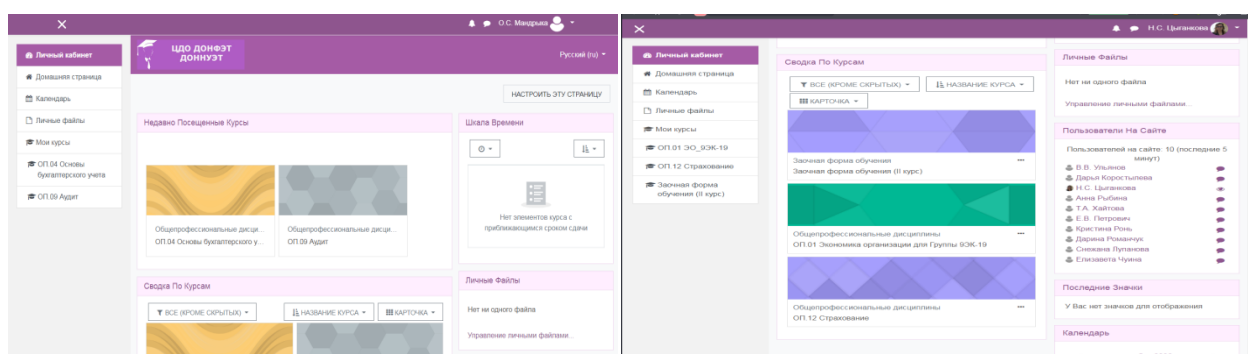 О.С. Мандрыка
Личный кабинет
Домашняя страница
Календарь
Личные файлы
Мои курсы
ОП.04 Основы
бухгалтерского учета
ОП.09 Аудит
ЦДО ДОНФЭТ
ДОННУЭТ
Русский (ru)
НАСТРОИТЬ ЭТУ СТРАНИЦУ
Недавно Посещенные Курсы
Общепрофессиональные дисци...
ОП.04 Основы бухгалтерского у...
Общепрофессиональные дисци...
ОП.09 Аудит
Сводка По Курсам
ВСЕ (КРОМЕ СКРЫТЫХ)
НАЗВАНИЕ КУРСА
КАРТОЧКА
Шкала Времени
Нет элементов курса с
приближающимся сроком сдачи
Личные Файлы
Нет ни одного файла
Управление личными файлами...
Н.С. Цыганкова
Личный кабинет
Домашняя страница
Календарь
Личные файлы
Мои курсы
ОП.01 ЭО_9ЭК-19
ОП.12 Страхование
Заочная форма
обучения (II курс)
Сводка По Курсам
ВСЕ (КРОМЕ СКРЫТЫХ)
НАЗВАНИЕ КУРСА
КАРТОЧКА
Заочная форма обучения
Заочная форма обучения (II курс)
Общепрофессиональные дисциплины
ОП.01 Экономика организации для Группы 9ЭК-19
Общепрофессиональные дисциплины
ОП.12 Страхование
Личные Файлы
Нет ни одного файла
Управление личными файлами...
Пользователи На Сайте
Пользователей на сайте: 10 (последние 5
минут)
В.В. Ульянов
Дарья Коростылева
Н.С. Цыганкова
Анна Рыбина
Т.А. Хайтова
Е.В. Петрович
Кристина Ронь
Дарина Романчук
Снежана Лупанова
Елизавета Чуина
Последние Значки
У Вас нет значков для отображения
Календарь